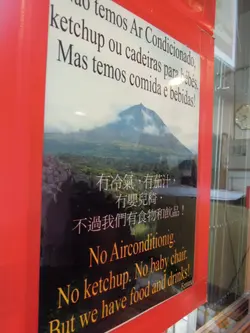 Não temos Ar Condicionado,
ketchup ou cadeiras para bébés.
Mas temos comida e bebidas!
冇冷氣、冇茄汁,
冇嬰兒椅,
不過我們有食物和飲品!
No Airconditionig.
No ketchup. No baby chair.
But we have food and drinks!